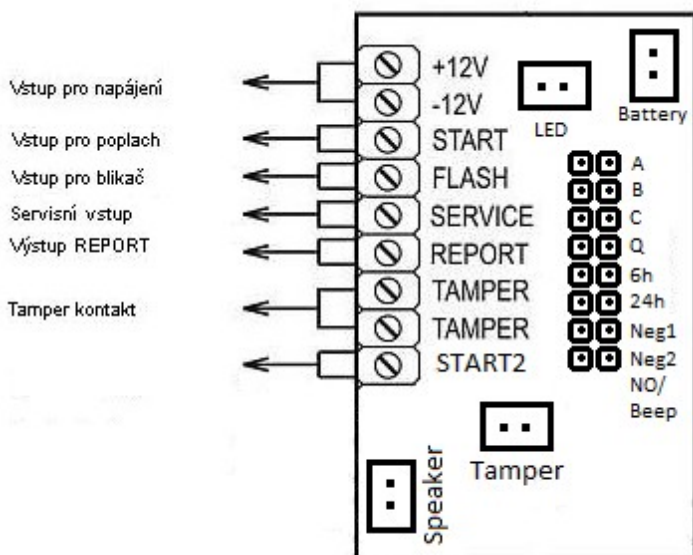 Vstup pro napájení
Vstup pro poplach
Vstup pro blikač
Servisní vstup
Výstup REPORT
Tamper kontakt
+12V
-12V
START
FLASH
SERVICE
REPORT
TAMPER
TAMPER
START2
LED
Battery
A
B
C
Q
6h
24h
Neg1
Neg2
NO/
Beep
Tamper
Speaker